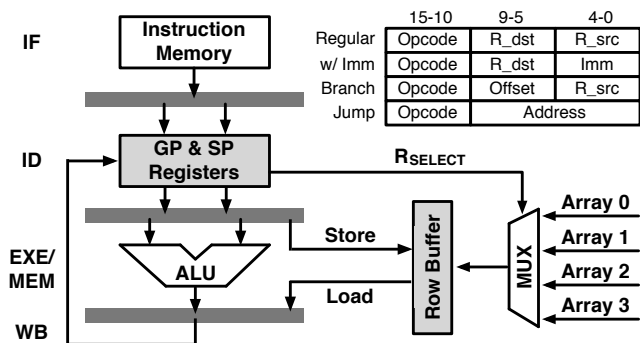 IF
Instruction
Memory
15-10 9-5 4-0
Regular Opcode R_dst R_src
w/ Imm Opcode R_dst Imm
Branch Opcode Offset R_src
Jump Opcode Address
ID
GP & SP
Registers
RSELECT
EXE/
MEM
ALU
Store
Load
Row Buffer
MUX
Array 0
Array 1
Array 2
Array 3
WB